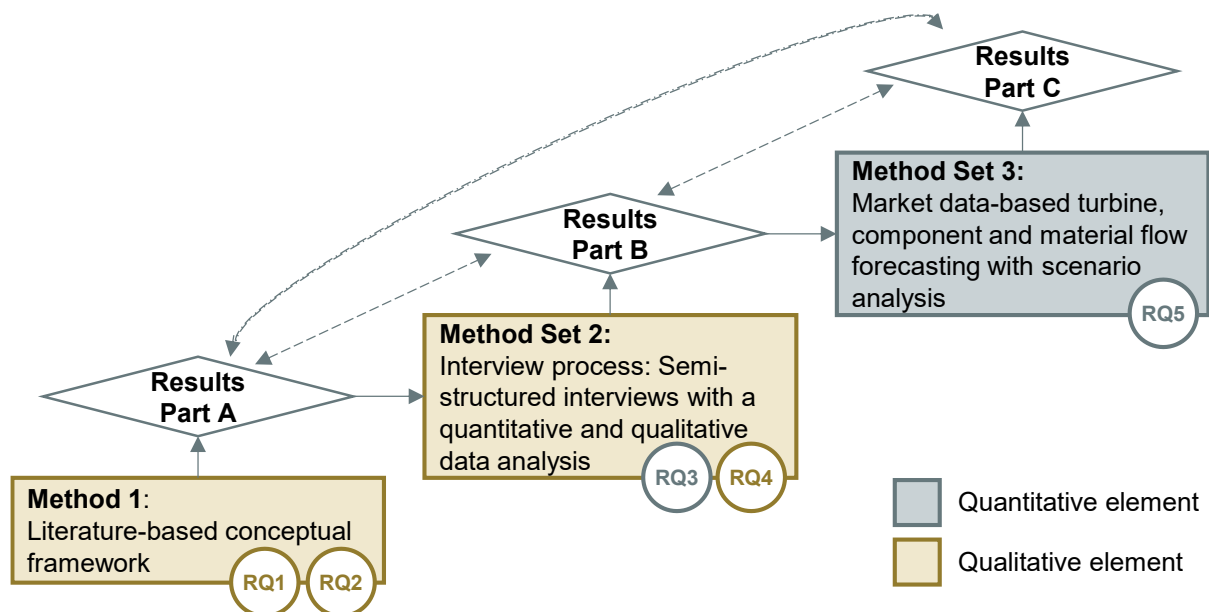 Results
Part C
Method Set 3:
Market data-based turbine,
component and material flow
forecasting with scenario
analysis
RQ5
Results
Part B
Method Set 2:
Interview process: Semi-
structured interviews with a
quantitative and qualitative
data analysis
RQ3
RQ4
Results
Part A
Method 1:
Literature-based conceptual
framework
RQ1
RQ2
Quantitative element
Qualitative element